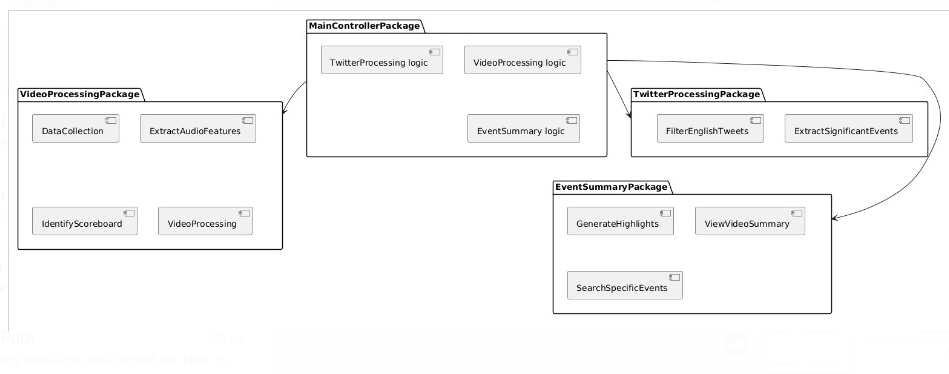 MainControllerPackage
TwitterProcessing logic
VideoProcessing logic
EventSummary logic
VideoProcessingPackage
DataCollection
ExtractAudioFeatures
IdentifyScoreboard
VideoProcessing
TwitterProcessingPackage
FilterEnglishTweets
ExtractSignificantEvents
EventSummaryPackage
GenerateHighlights
ViewVideoSummary
SearchSpecificEvents